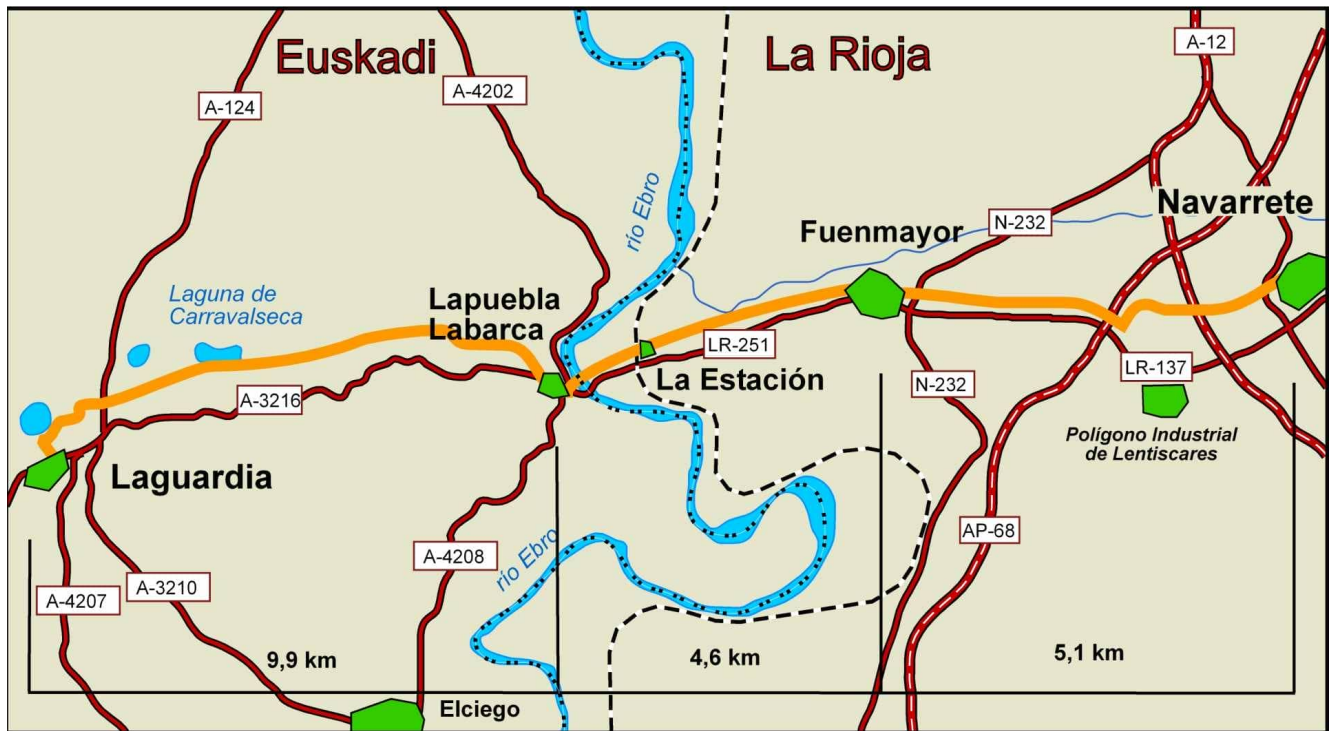 Euskadi
La Rioja
A-12
A-124
A-4202
río Ebro
Navarrete
N-232
Fuenmayor
Laguna de
Carravalseca
Lapuebla
Labarca
LR-251
La Estación
LR-137
A-3216
N-232
Polígono Industrial
de Lentiscares
Laguardia
AP-68
A-4208
río Ebro
A-3210
A-4207
9,9 km
4,6 km
5,1 km
Elciego